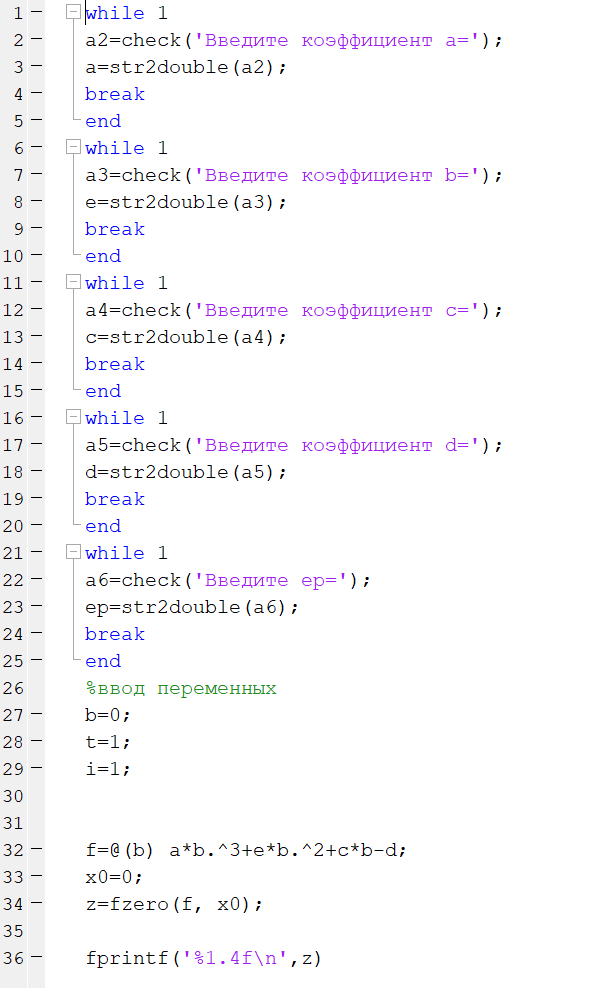 1 while 1
2 a2=check('Введите коэффициент a=');
3 a=str2double(a2);
4 break
5 end
6 while 1
7 a3=check('Введите коэффициент b=');
8 e=str2double(a3);
9 break
10 end
11 while 1
12 a4=check('Введите коэффициент c=');
13 c=str2double(a4);
14 break
15 end
16 while 1
17 a5=check('Введите коэффициент d=');
18 d=str2double(a5);
19 break
20 end
21 while 1
22 a6=check('Введите ep=');
23 ep=str2double(a6);
24 break
25 end
26 %ввод переменных
27 b=0;
28 t=1;
29 i=1;
30
31
32 f=@(b) a*b.^3+e*b.^2+c*b-d;
33 x0=0;
34 z=fzero(f, x0);
35
36 fprintf('%1.4f\n',z)